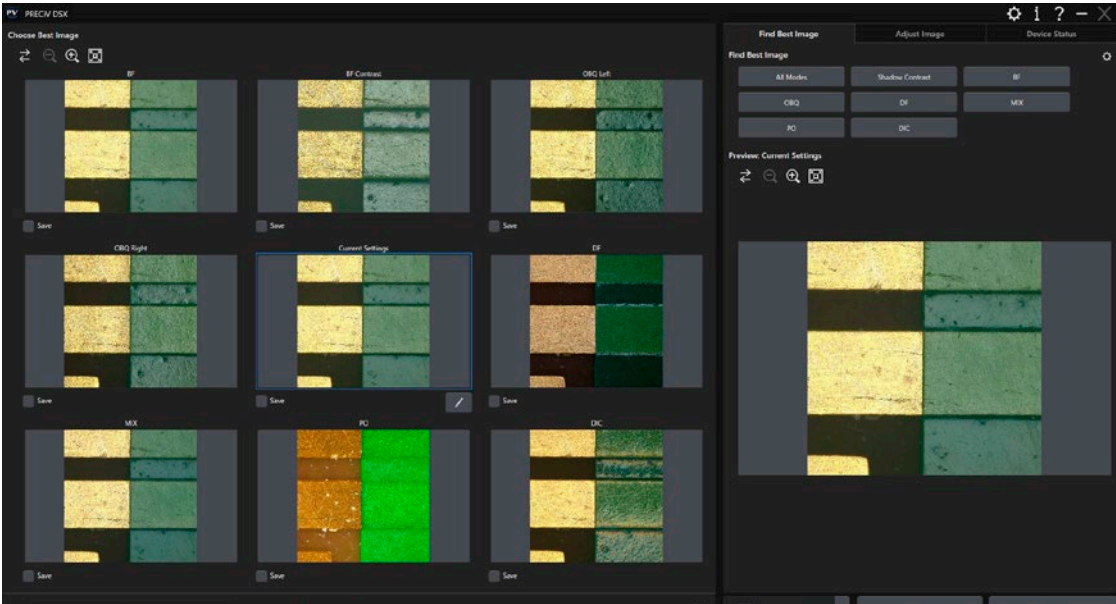 PV PRECiV DSX
Choose Best Image
BF
BF Contrast
OBQ Left
Save
Save
Save
OBQ Right
Current Settings
DF
Save
Save
Save
MIX
PO
DIC
Save
Save
Save
Find Best Image
Adjust Image
Device Status
Find Best Image
All Modes
Shadow Contrast
BF
OBQ
DF
MIX
PO
DIC
Preview: Current Settings